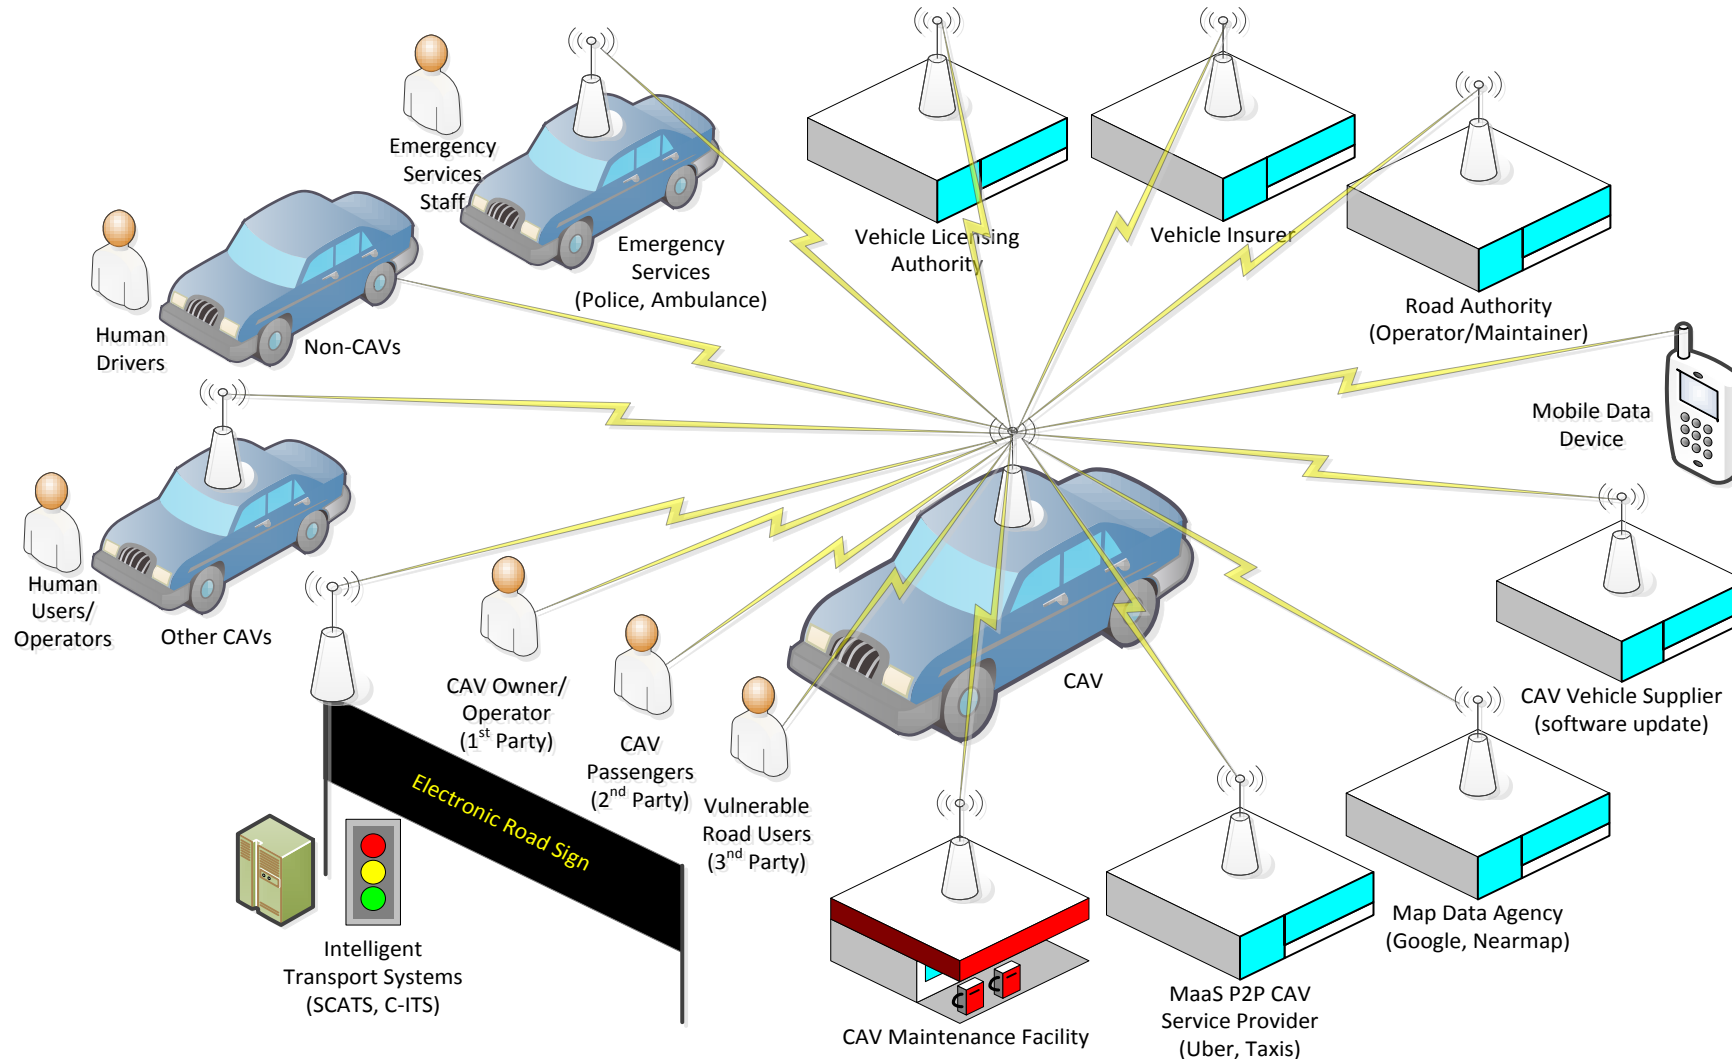 Emergency
Services
Staff
Emergency
Services
(Police, Ambulance)
Vehicle Licensing
Authority
Vehicle Insurer
Road Authority
(Operator/Maintainer)
Human
Drivers
Non-CAVs
Mobile Data
Device
Human
Users/
Operators
Other CAVs
CAV Owner/
Operator
(1st Party)
CAV
Passengers
(2nd Party)
Vulnerable
Road Users
(3nd Party)
CAV
CAV Vehicle Supplier
(software update)
Electronic Road Sign
Intelligent
Transport Systems
(SCATS, C-ITS)
CAV Maintenance Facility
MaaS P2P CAV
Service Provider
(Uber, Taxis)
Map Data Agency
(Google, Nearmap)